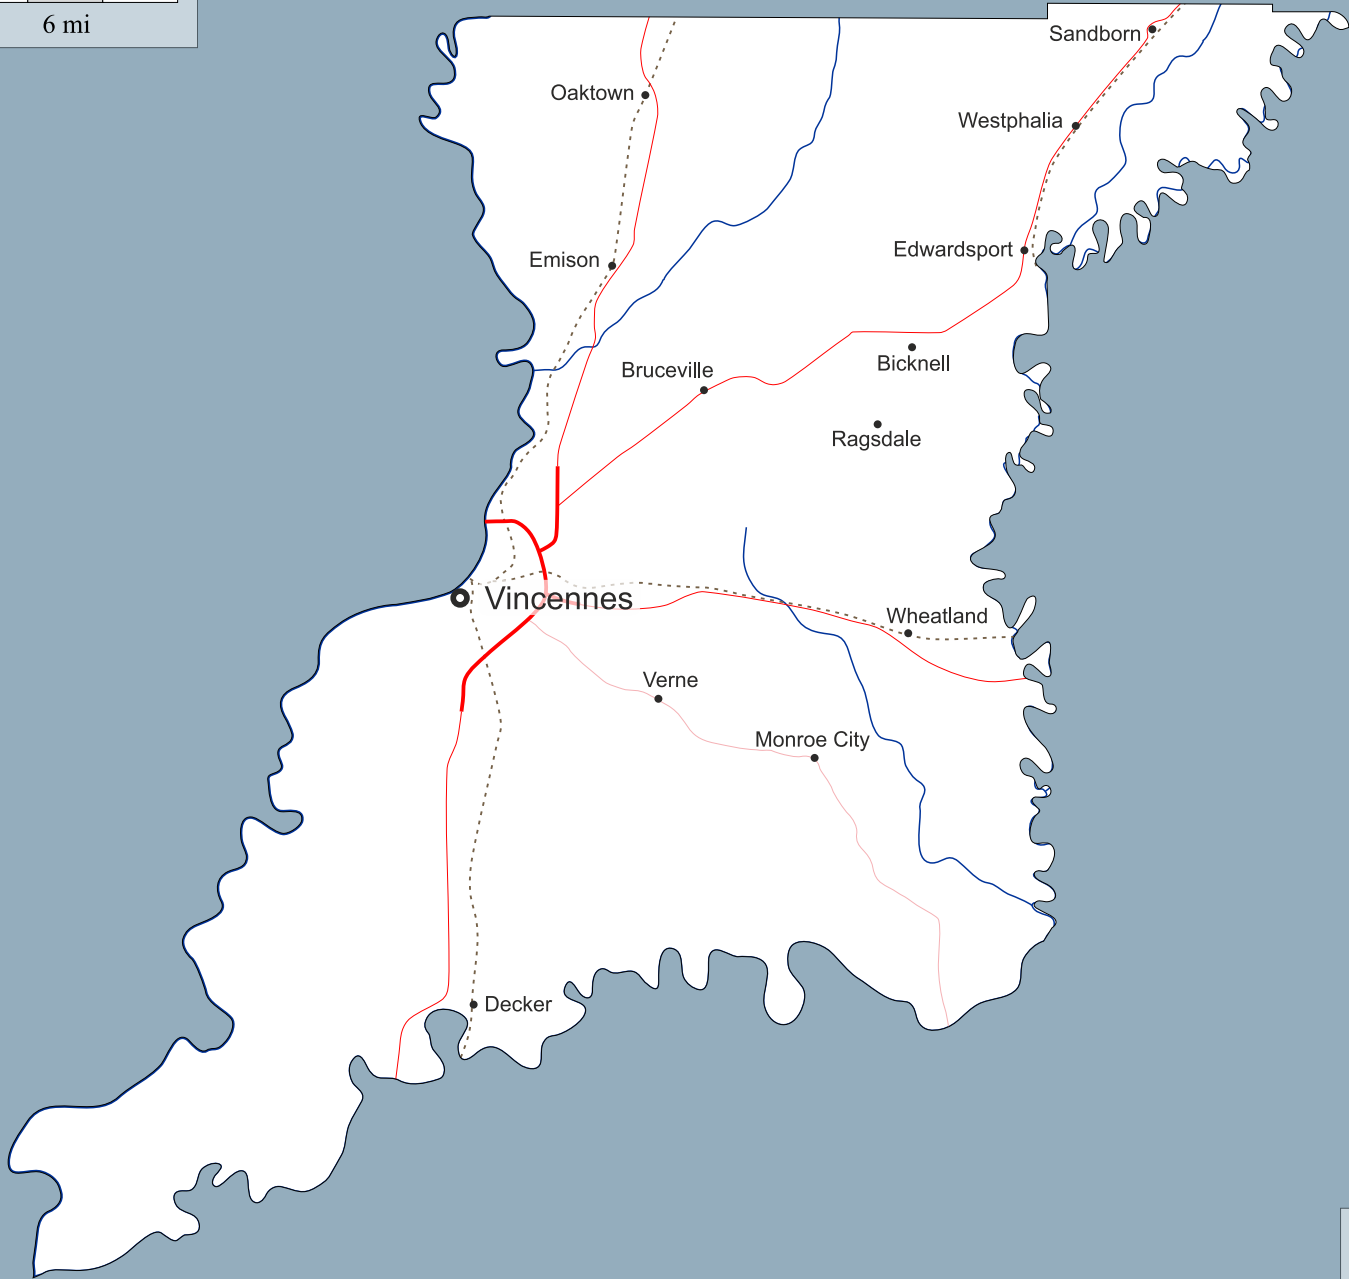 6 mi
Sandborn
Oaktown
Westphalia
Edwardsport
Emison
Bicknell
Bruceville
Ragsdale
Vincennes
Wheatland
Verne
Monroe City
Decker